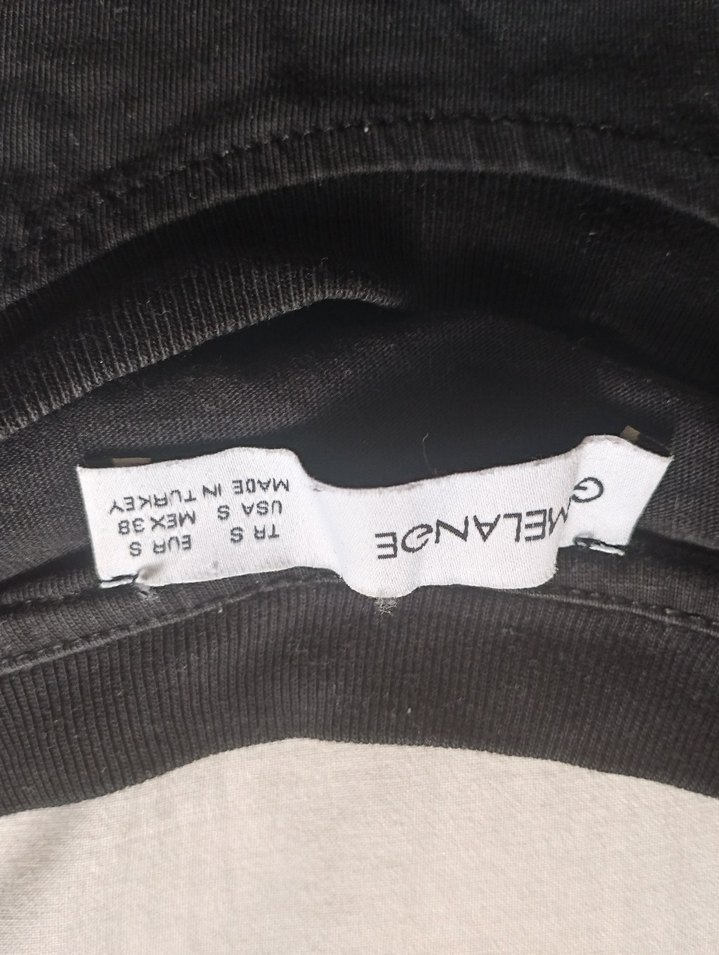 G
MELANGE
TR S
EUR S
USA S
MEX 38
MADE IN TURKEY